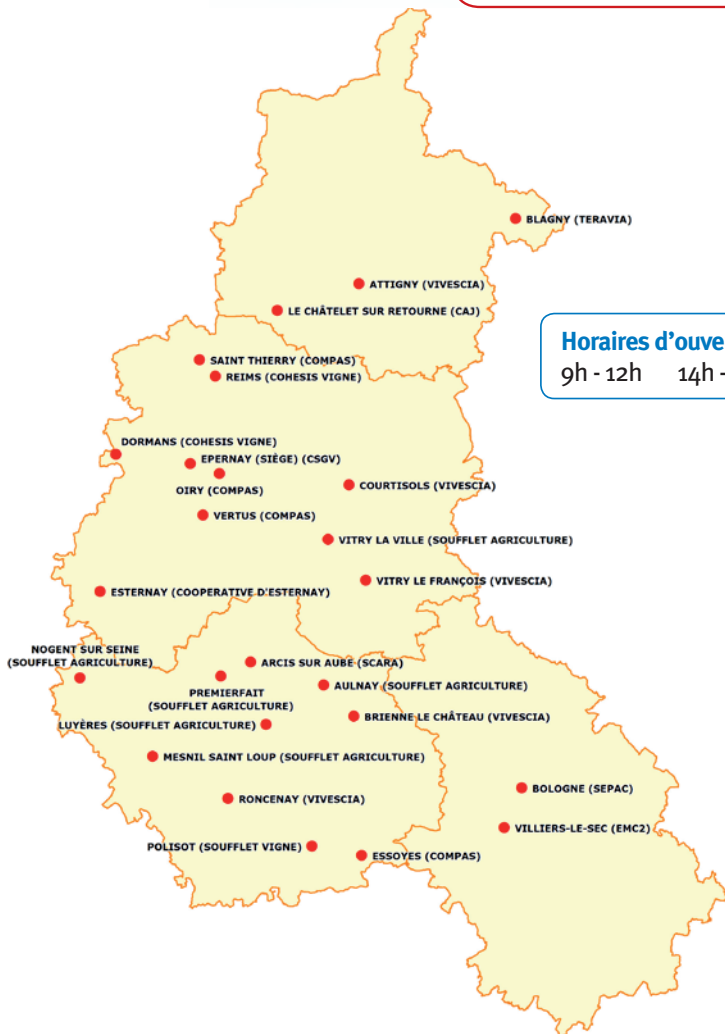 BLAGNY (TERAVIA)
ATTIGNY (VIVESCIA)
LE CHÂTELET SUR RETOURNE (CAJ)
Horaires d'ouve
9h - 12h 14h -
SAINT THIERRY (COMPAS)
REIMS (COHESIS VIGNE)
DORMANS (COHESIS VIGNE)
EPERNAY (SIÈGE) (CSGV)
OIRY (COMPAS)
COURTISOLS (VIVESCIA)
VERTUS (COMPAS)
VITRY LA VILLE (SOUFFLET AGRICULTURE)
VITRY LE FRANÇOIS (VIVESCIA)
ESTERNAY (COOPERATIVE D'ESTERNAY)
NOGENT SUR SEINE
(SOUFFLET AGRICULTURE)
ARCIS SUR AUBE (SCARA)
PREMIERFAIT
(SOUFFLET AGRICULTURE)
AULNAY (SOUFFLET AGRICULTURE)
BRIENNE LE CHÂTEAU (VIVESCIA)
LUYÈRES (SOUFFLET AGRICULTURE)
MESNIL SAINT LOUP (SOUFFLET AGRICULTURE)
BOLOGNE (SEPAC)
RONCENAY (VIVESCIA)
VILLIERS-LE-SEC (EMC2)
POLISOT (SOUFFLET VIGNE)
ESSOYES (COMPAS)